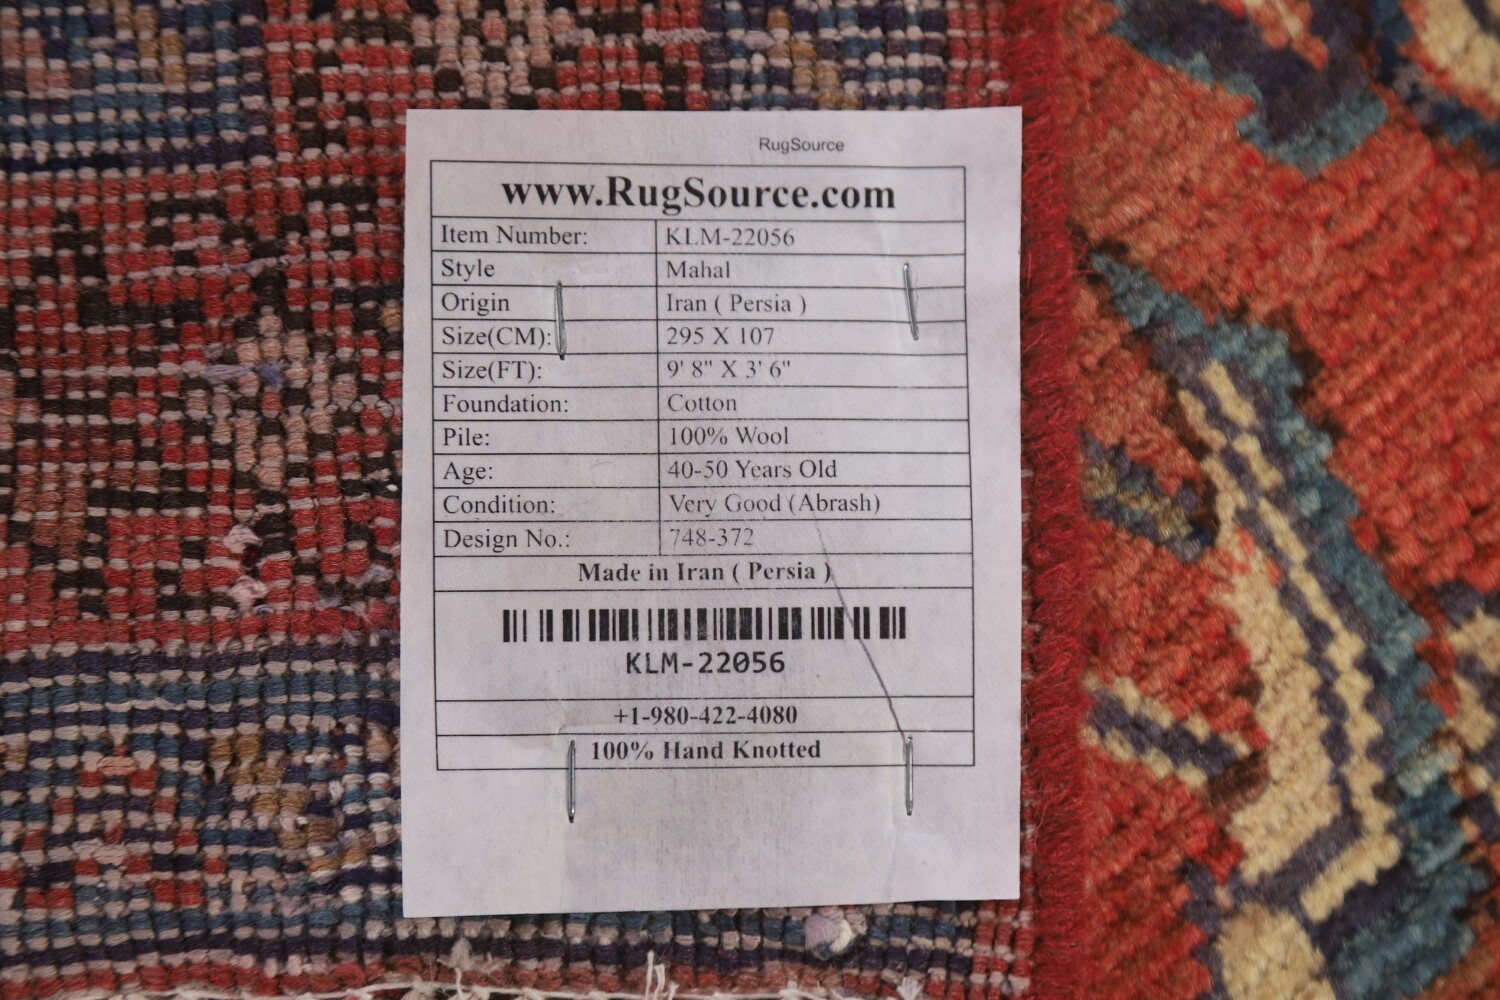 RugSource
www.RugSource.com
Item Number: KLM-22056
Style Mahal
Origin Iran ( Persia )
Size(CM): 295 X 107
Size(FT): 9' 8" X 3' 6"
Foundation: Cotton
Pile: 100% Wool
Age: 40-50 Years Old
Condition: Very Good (Abrash)
Design No.: 748-372
Made in Iran ( Persia )
KLM-22056
+1-980-422-4080
100% Hand Knotted